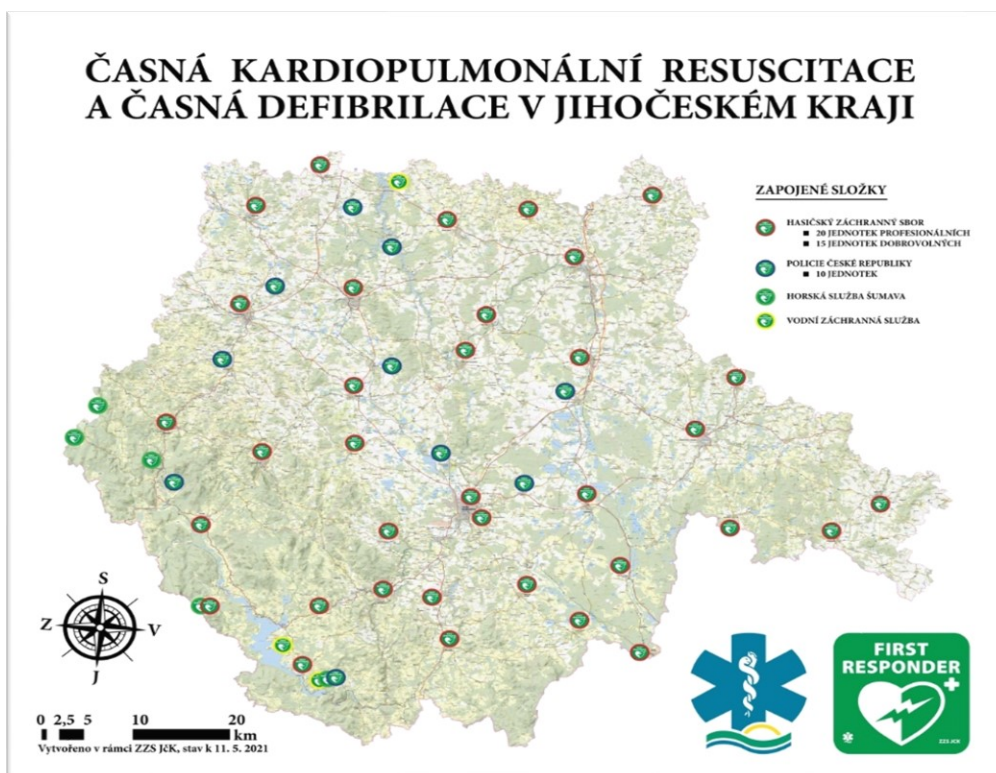 ČASNÁ KARDIOPULMONÁLNÍ RESUSCITACE
A ČASNÁ DEFIBRILACE V JIHOČESKÉM KRAJI
ZAPOJENÉ SLOŽKY
HASIČSKÝ ZÁCHRANNÝ SBOR
■ 20 JEDNOTEK PROFESIONÁLNÍCH
■ 15 JEDNOTEK DOBROVOLNÝCH
POLICIE ČESKÉ REPUBLIKY
■ 10 JEDNOTEK
HORSKÁ SLUŽBA ŠUMAVA
VODNÍ ZÁCHRANNÁ SLUŽBA
S
Z V
J
0 2,5 5 10 20
km
Vytvořeno v rámci ZZS JčK, stav k 11. 5. 2021
FIRST
RESPONDER
ZZS JČK